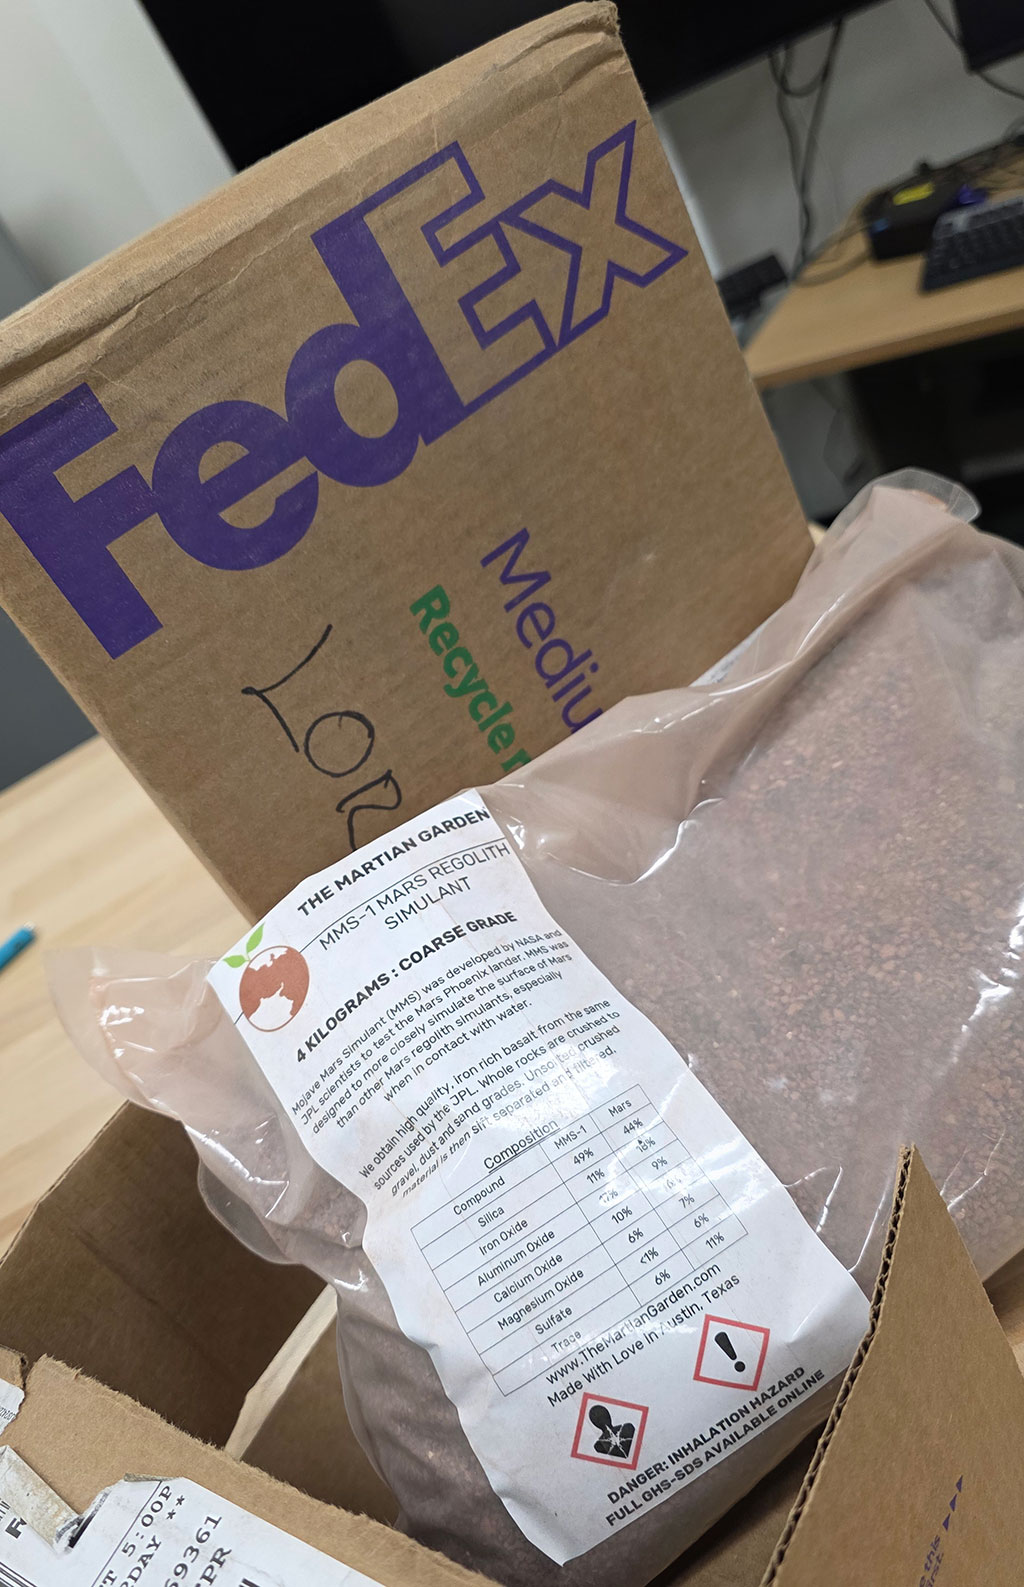 FedEx
Medium
Recycle
LOR
THE MARTIAN GARDEN
MMS-1 MARS REGOLITH
SIMULANT
4 KILOGRAMS : COARSE GRADE
Mojave Mars Simulant (MMS) was developed by NASA and
JPL scientists to test the Mars Phoenix lander. MMS was
designed to more closely simulate the surface of Mars
than other Mars regolith simulants, especially
when in contact with water.
We obtain high quality, iron rich basalt from the same
sources used by the JPL. Whole rocks are crushed to
gravel, dust and sand grades. Unsorted crushed
material is then sift separated and filtered.
Composition
Compound MMS-1 Mars
Silica 49% 44%
Iron Oxide 11% 18%
Aluminum Oxide 17% 9%
Calcium Oxide 10%
Magnesium Oxide 6% 7%
Sulfate <1% 6%
Trace 6% 11%
www.TheMartianGarden.com
Made With Love in Austin, Texas
DANGER: INHALATION HAZARD
FULL GHS-SDS AVAILABLE ONLINE
5:00P
**
69361